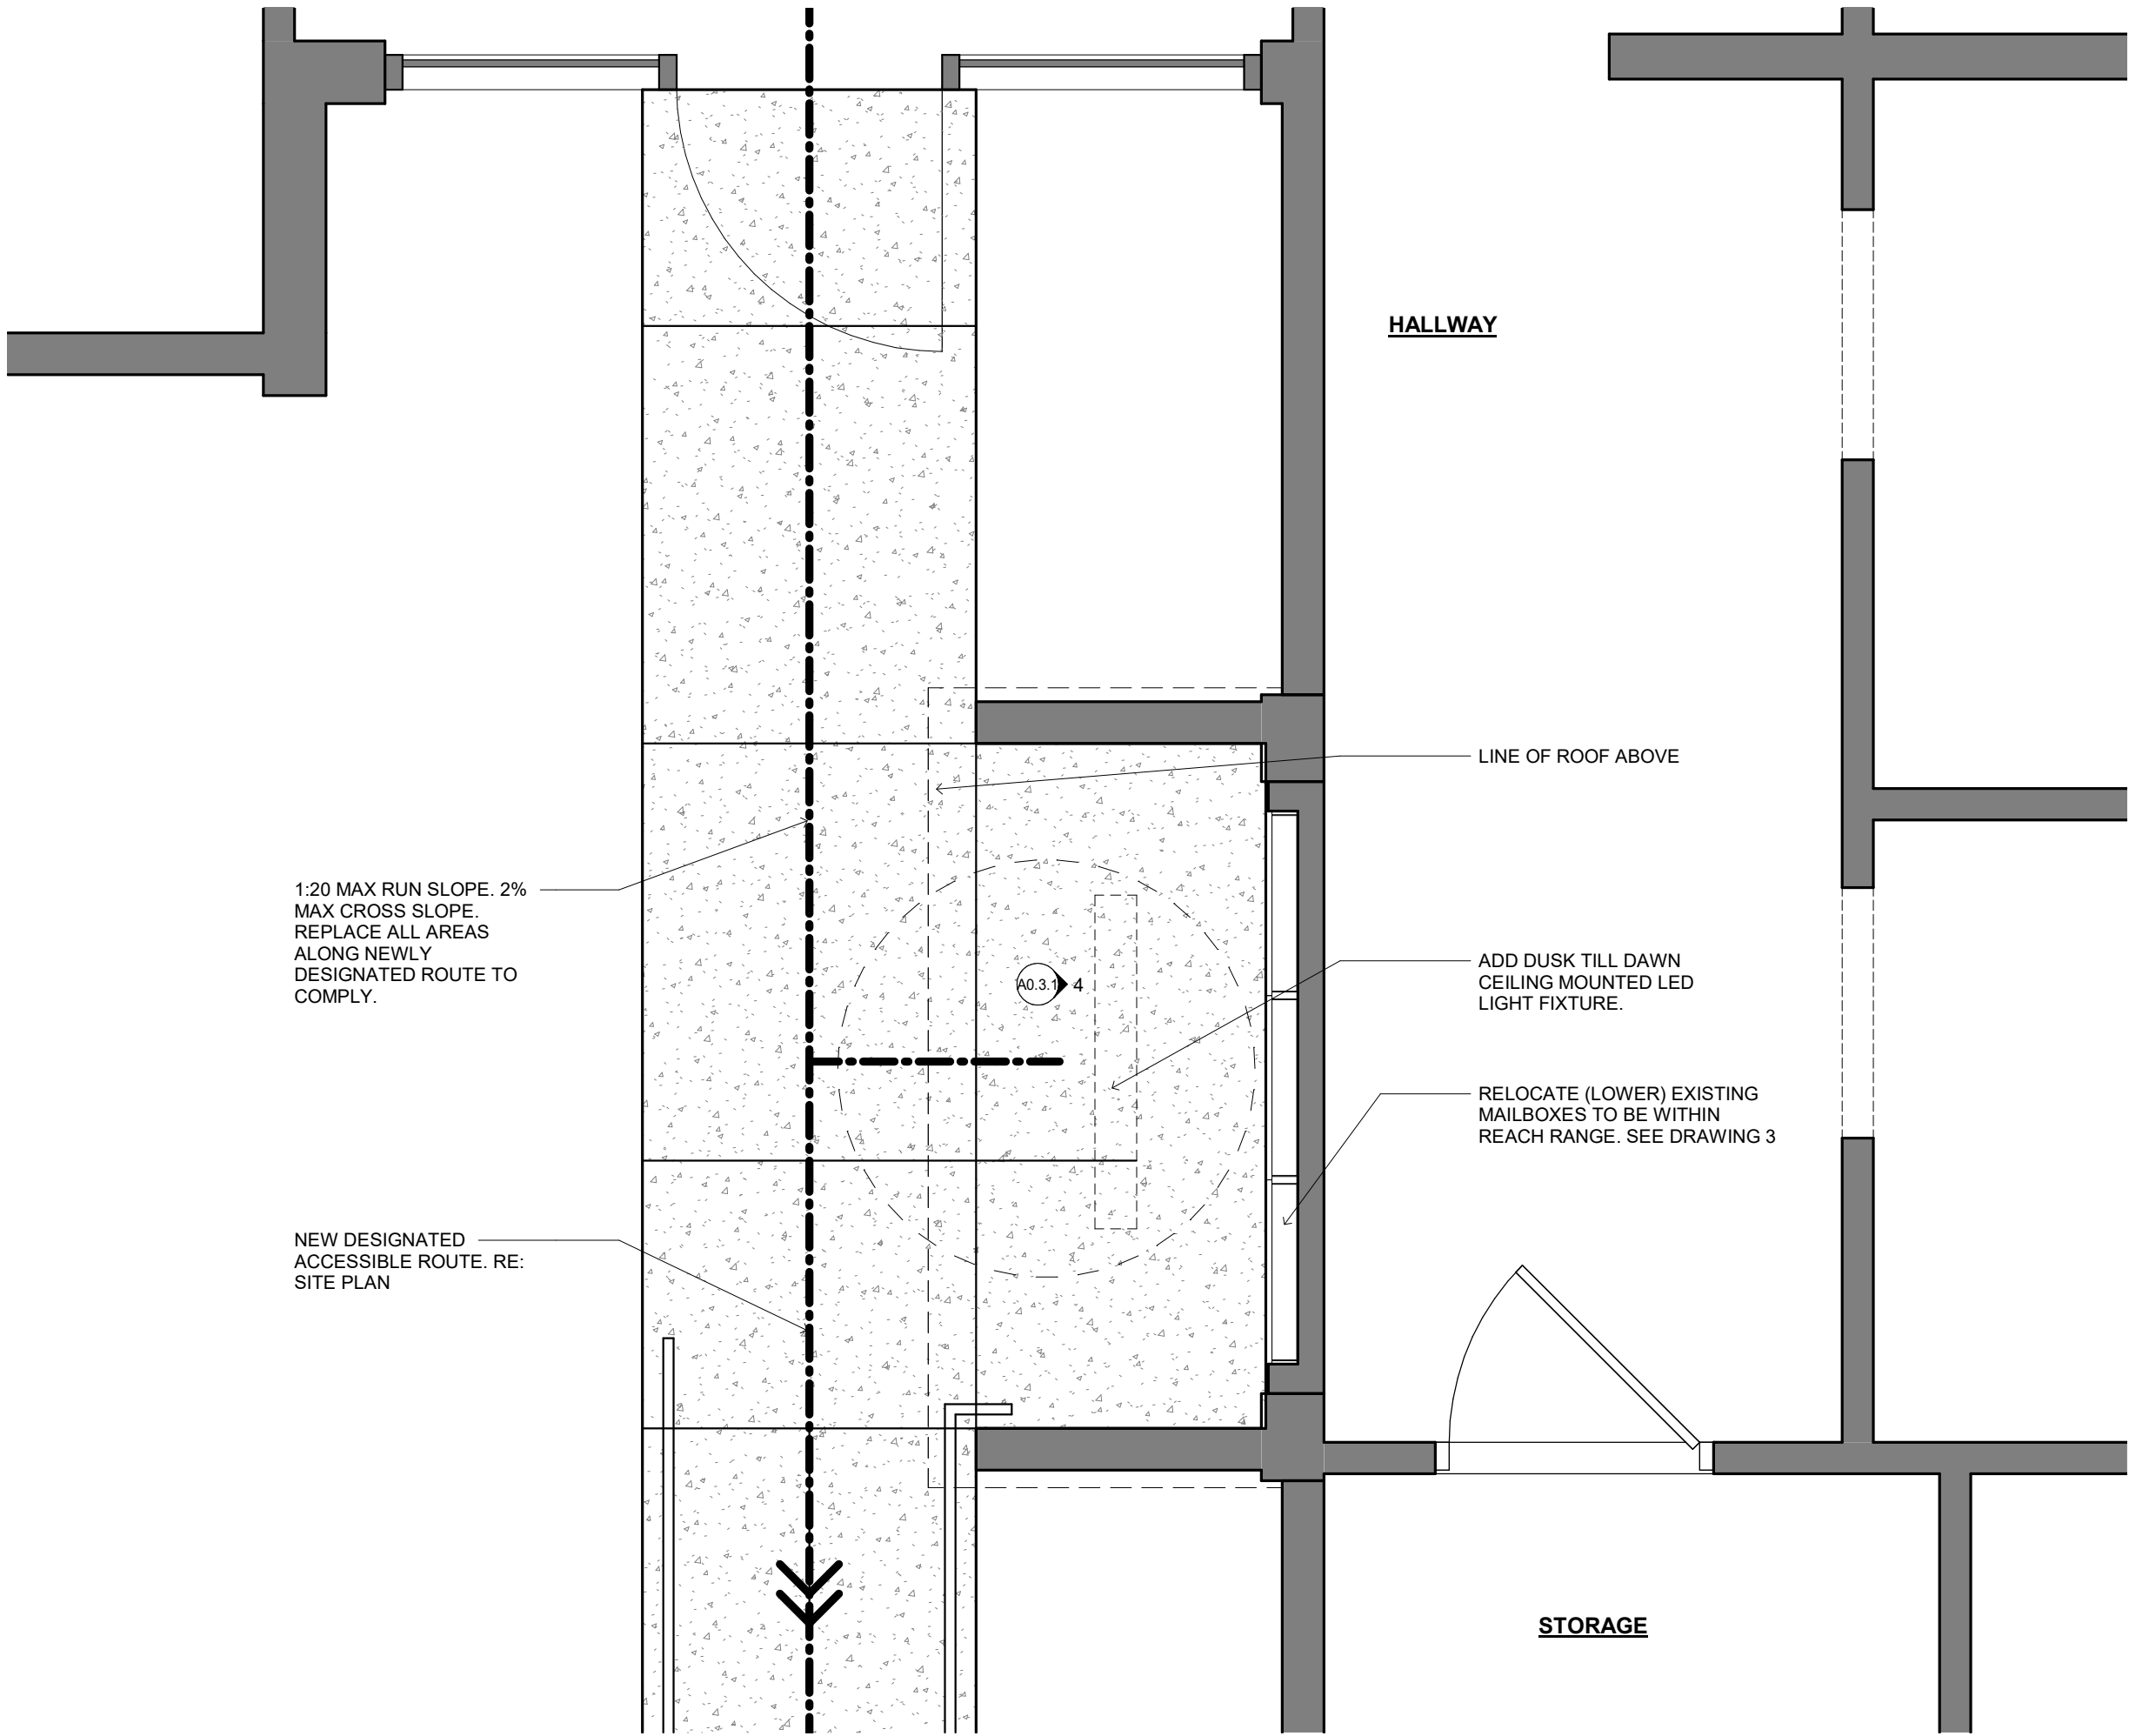 HALLWAY
LINE OF ROOF ABOVE
1:20 MAX RUN SLOPE. 2%
MAX CROSS SLOPE.
REPLACE ALL AREAS
ALONG NEWLY
DESIGNATED ROUTE TO
COMPLY.
A0.3.1 4
ADD DUSK TILL DAWN
CEILING MOUNTED LED
LIGHT FIXTURE.
RELOCATE (LOWER) EXISTING
MAILBOXES TO BE WITHIN
REACH RANGE. SEE DRAWING 3
NEW DESIGNATED
ACCESSIBLE ROUTE. RE:
SITE PLAN
STORAGE